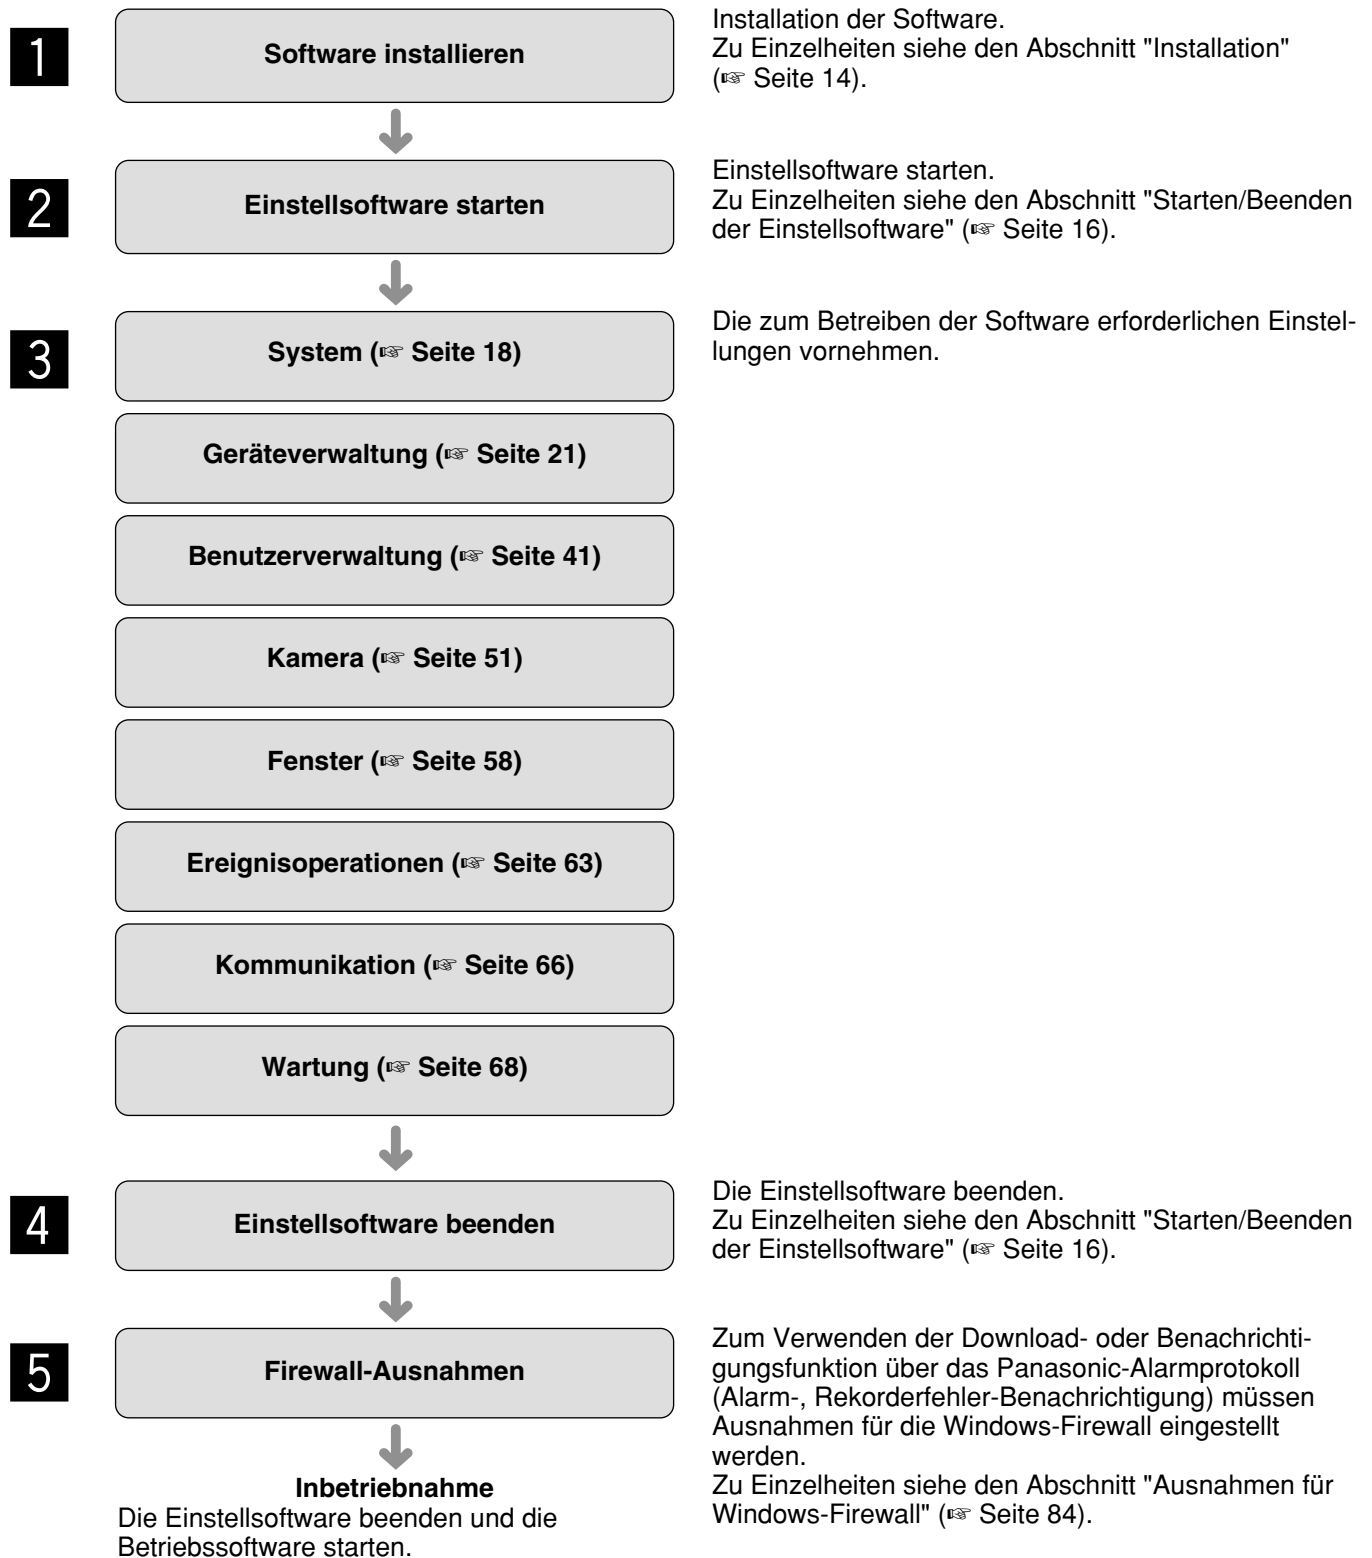 1
Software installieren
Installation der Software.
Zu Einzelheiten siehe den Abschnitt "Installation"
(☞ Seite 14).
2
Einstellsoftware starten
Einstellsoftware starten.
Zu Einzelheiten siehe den Abschnitt "Starten/Beenden
der Einstellsoftware" (☞ Seite 16).
3
System (☞ Seite 18)
Die zum Betreiben der Software erforderlichen Einstel-
lungen vornehmen.
Geräteverwaltung (☞ Seite 21)
Benutzerverwaltung (☞ Seite 41)
Kamera (☞ Seite 51)
Fenster (☞ Seite 58)
Ereignisoperationen (☞ Seite 63)
Kommunikation (☞ Seite 66)
Wartung (☞ Seite 68)
4
Einstellsoftware beenden
Die Einstellsoftware beenden.
Zu Einzelheiten siehe den Abschnitt "Starten/Beenden
der Einstellsoftware" (☞ Seite 16).
5
Firewall-Ausnahmen
Zum Verwenden der Download- oder Benachrichti-
gungsfunktion über das Panasonic-Alarmprotokoll
(Alarm-, Rekorderfehler-Benachrichtigung) müssen
Ausnahmen für die Windows-Firewall eingestellt
werden.
Zu Einzelheiten siehe den Abschnitt "Ausnahmen für
Windows-Firewall" (☞ Seite 84).
Inbetriebnahme
Die Einstellsoftware beenden und die
Betriebssoftware starten.